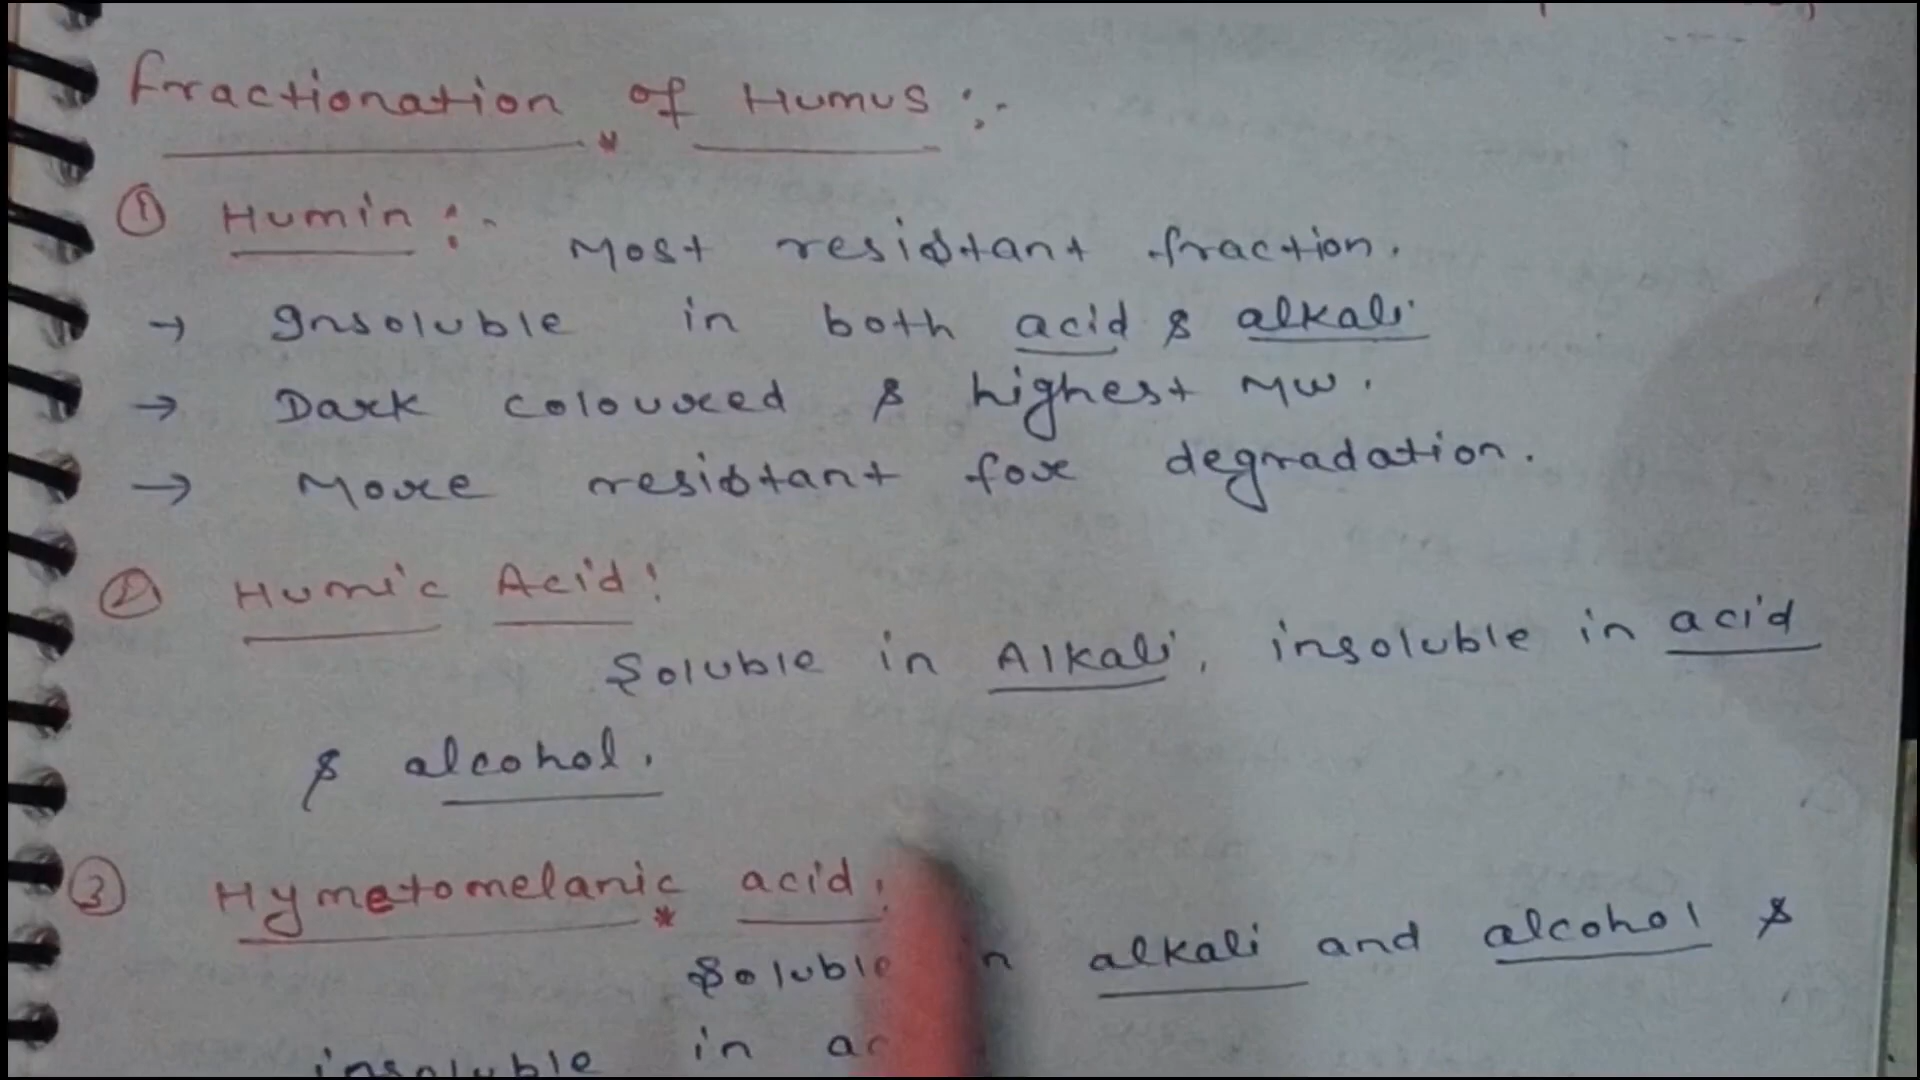 Fractionation of Humus :-
① Humin :- Most resistant fraction.
→ Insoluble in both acid & alkali
→ Dark coloured & highest MW.
→ More resistant for degradation.
② Humic Acid:
Soluble in Alkali, insoluble in acid
& alcohol.
③ Hymetomelanic acid:
Soluble in alkali and alcohol &
insoluble in